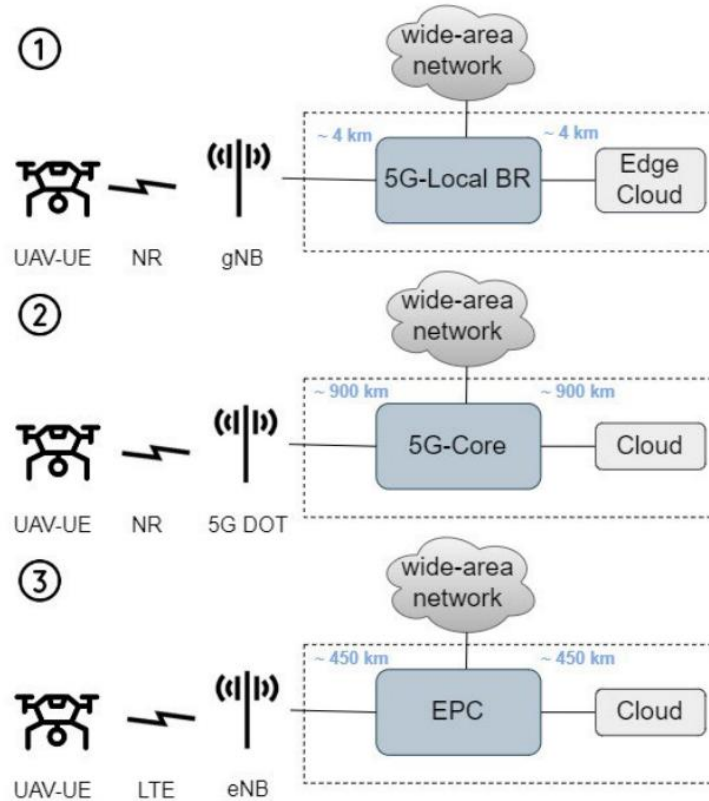 1
wide-area
network
~ 4 km
~ 4 km
5G-Local BR
Edge
Cloud
UAV-UE
NR
gNB
2
wide-area
network
~ 900 km
~ 900 km
5G-Core
Cloud
UAV-UE
NR
5G DOT
3
wide-area
network
~ 450 km
~ 450 km
EPC
Cloud
UAV-UE
LTE
eNB